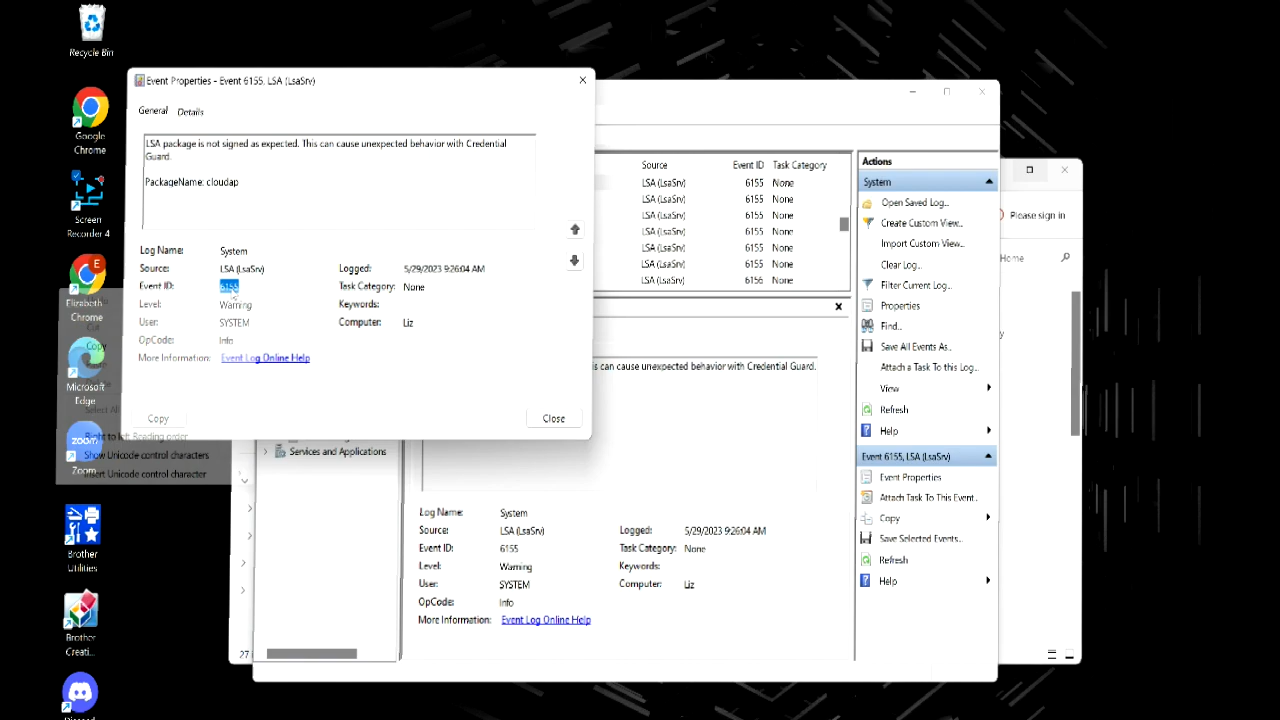 Recycle Bin
Google
Chrome
Screen
Recorder 4
E
Elizabeth
Chrome
Microsoft
Edge
zoom
Zoom
Brother
Utilities
Brother
Creati...
Copy
Select All
Right to left Reading order
Show Unicode control characters
Insert Unicode control character
Event Properties - Event 6155, LSA (LsaSrv)
General Details
LSA package is not signed as expected. This can cause unexpected behavior with Credential
Guard.
PackageName: cloudap
Log Name: System
Source: LSA (LsaSrv) Logged: 5/29/2023 9:26:04 AM
Event ID: 6155 Task Category: None
Level: Warning Keywords:
User: SYSTEM Computer: Liz
OpCode: Info
More Information: Event Log Online Help
Copy Close
Source Event ID Task Category
LSA (LsaSrv) 6155 None
LSA (LsaSrv) 6155 None
LSA (LsaSrv) 6155 None
LSA (LsaSrv) 6155 None
LSA (LsaSrv) 6155 None
LSA (LsaSrv) 6155 None
LSA (LsaSrv) 6156 None
s can cause unexpected behavior with Credential Guard.
Services and Applications
Log Name: System
Source: LSA (LsaSrv) Logged: 5/29/2023 9:26:04 AM
Event ID: 6155 Task Category: None
Level: Warning Keywords:
User: SYSTEM Computer: Liz
OpCode: Info
More Information: Event Log Online Help
27
Actions
System
Open Saved Log...
Create Custom View...
Import Custom View...
Clear Log...
Filter Current Log...
Properties
Find...
Save All Events As...
Attach a Task To this Log...
View
Refresh
Help
Event 6155, LSA (LsaSrv)
Event Properties
Attach Task To This Event...
Copy
Save Selected Events...
Refresh
Help
Please sign in
Home